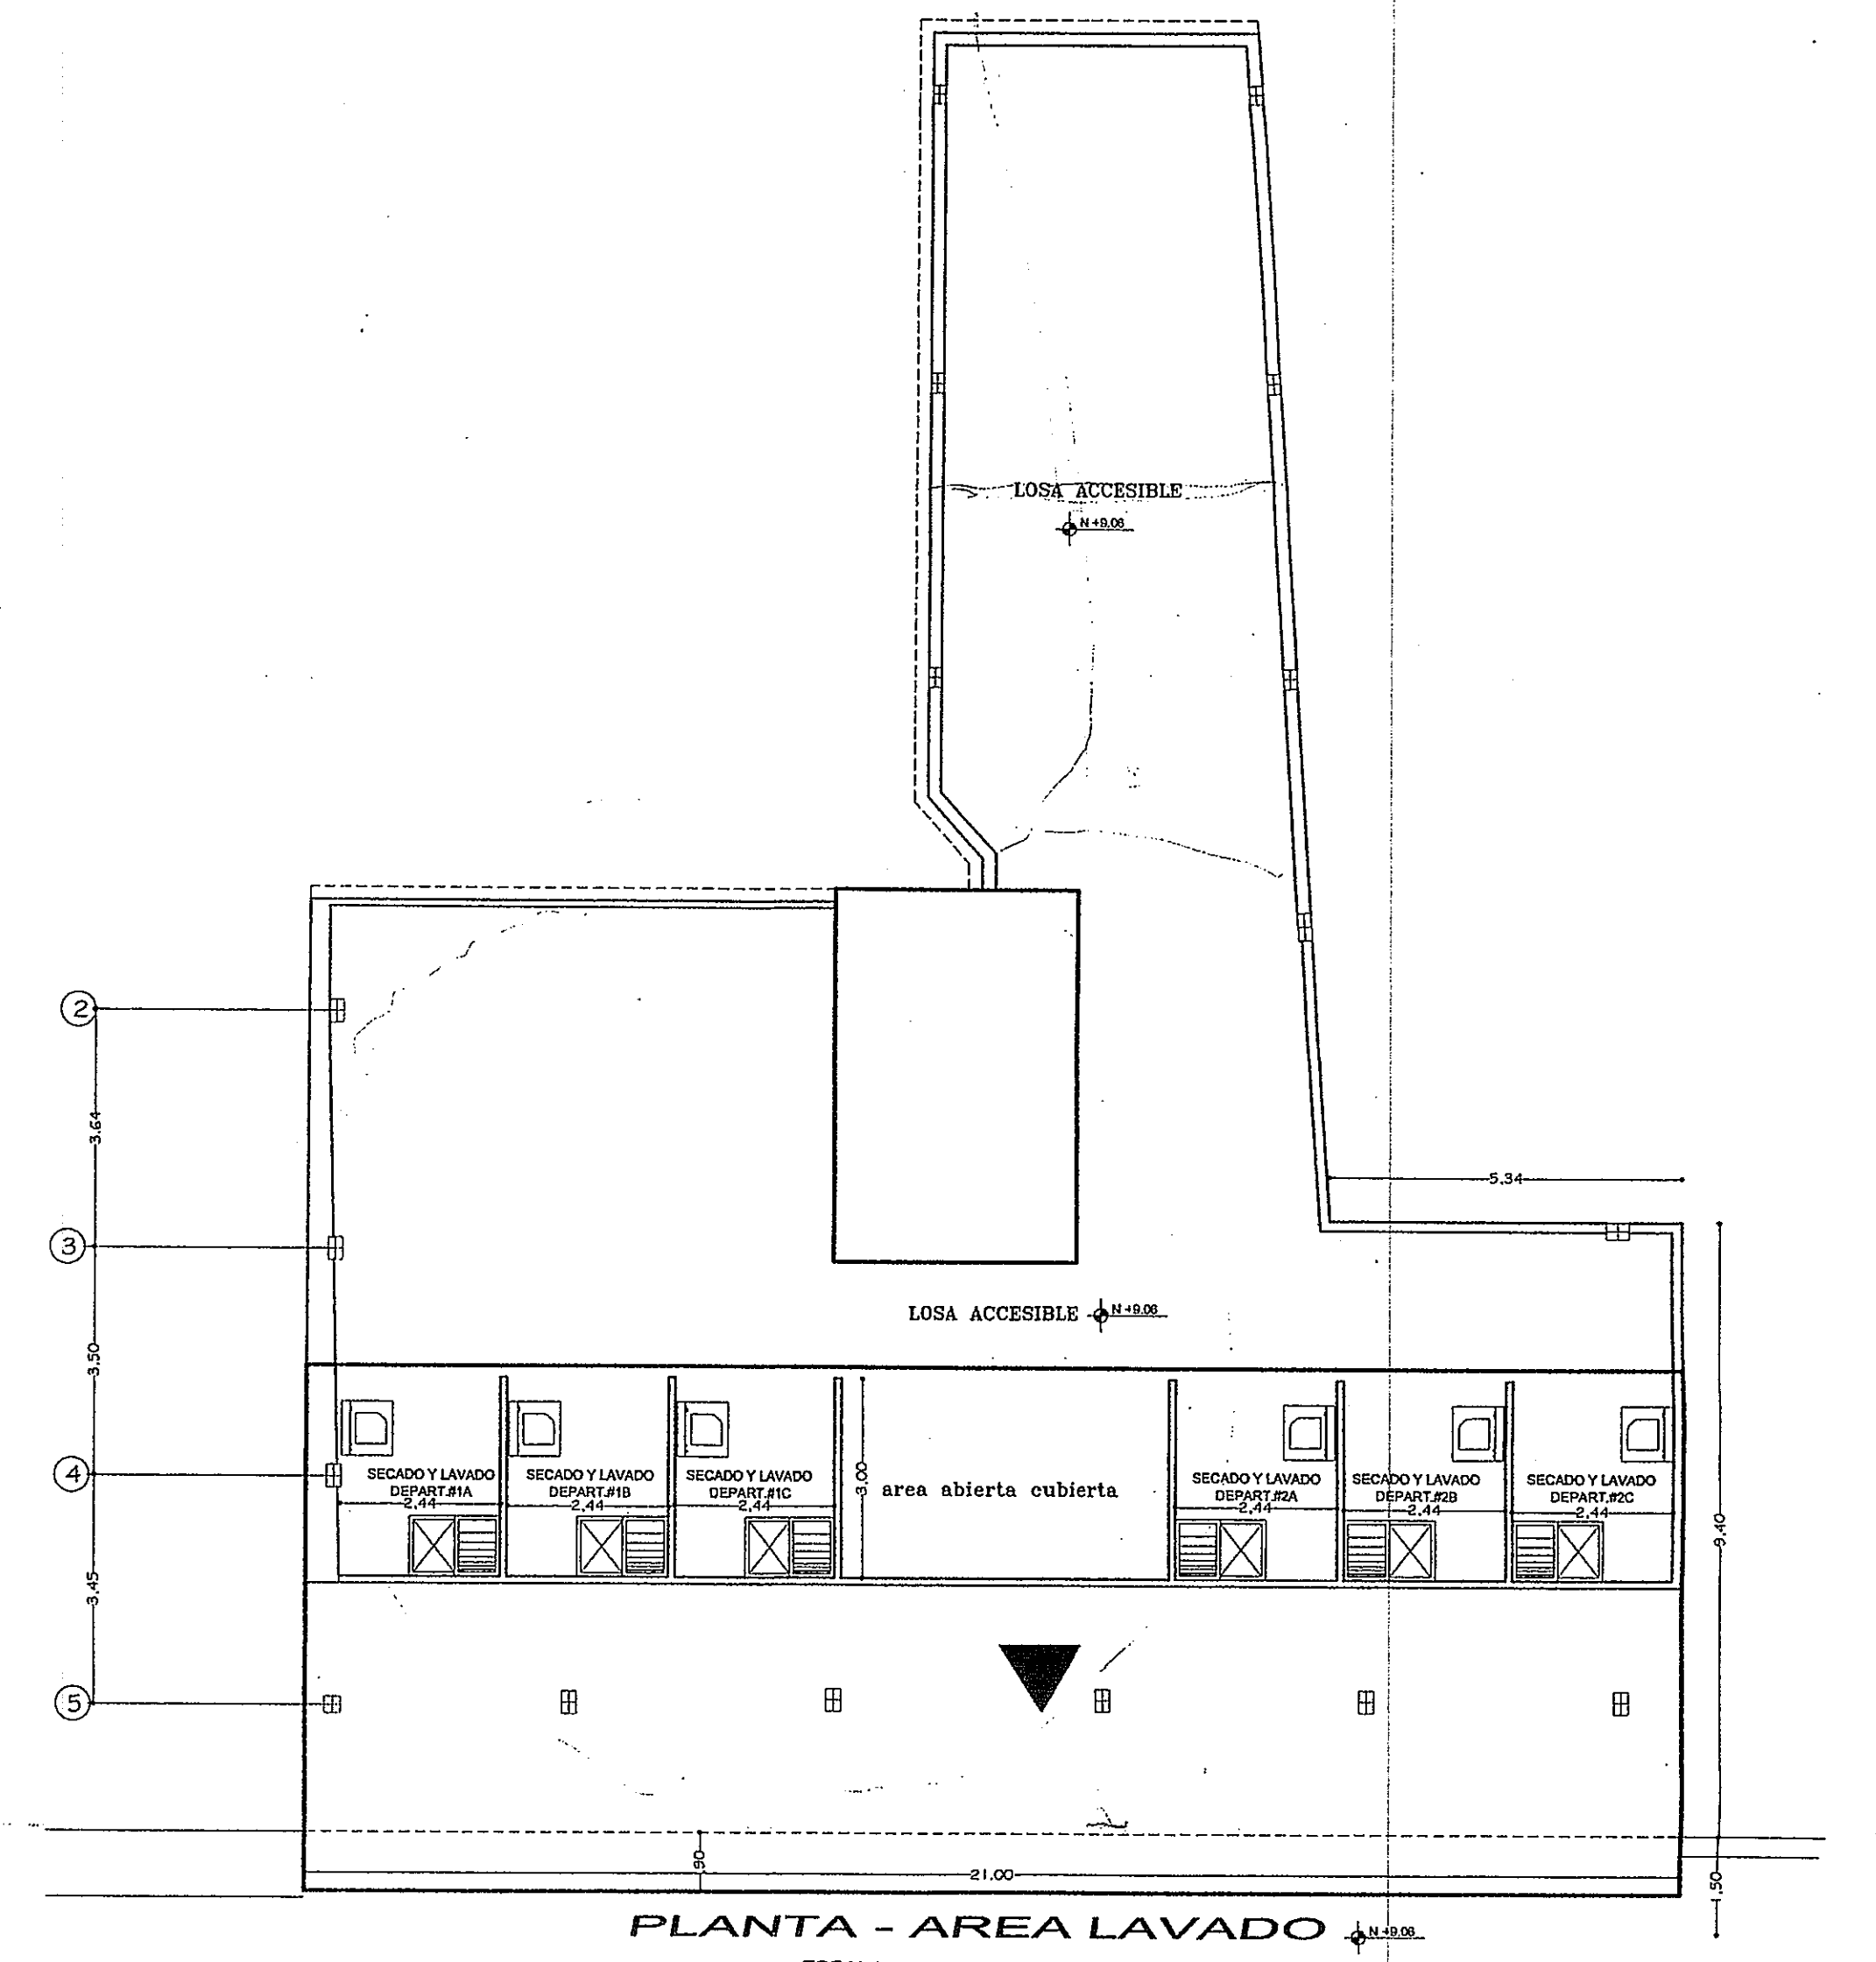 LOSA ACCESIBLE
N +9.06
2
3.64
5.34
3
LOSA ACCESIBLE N +9.06
3.50
4
SECADO Y LAVADO
DEPART.#1A
2.44
SECADO Y LAVADO
DEPART.#1B
2.44
SECADO Y LAVADO
DEPART.#1C
2.44
3.00
area abierta cubierta
SECADO Y LAVADO
DEPART.#2A
2.44
SECADO Y LAVADO
DEPART.#2B
2.44
SECADO Y LAVADO
DEPART.#2C
2.44
9.40
3.45
5
.90
21.00
1.50
PLANTA - AREA LAVADO N +9.06